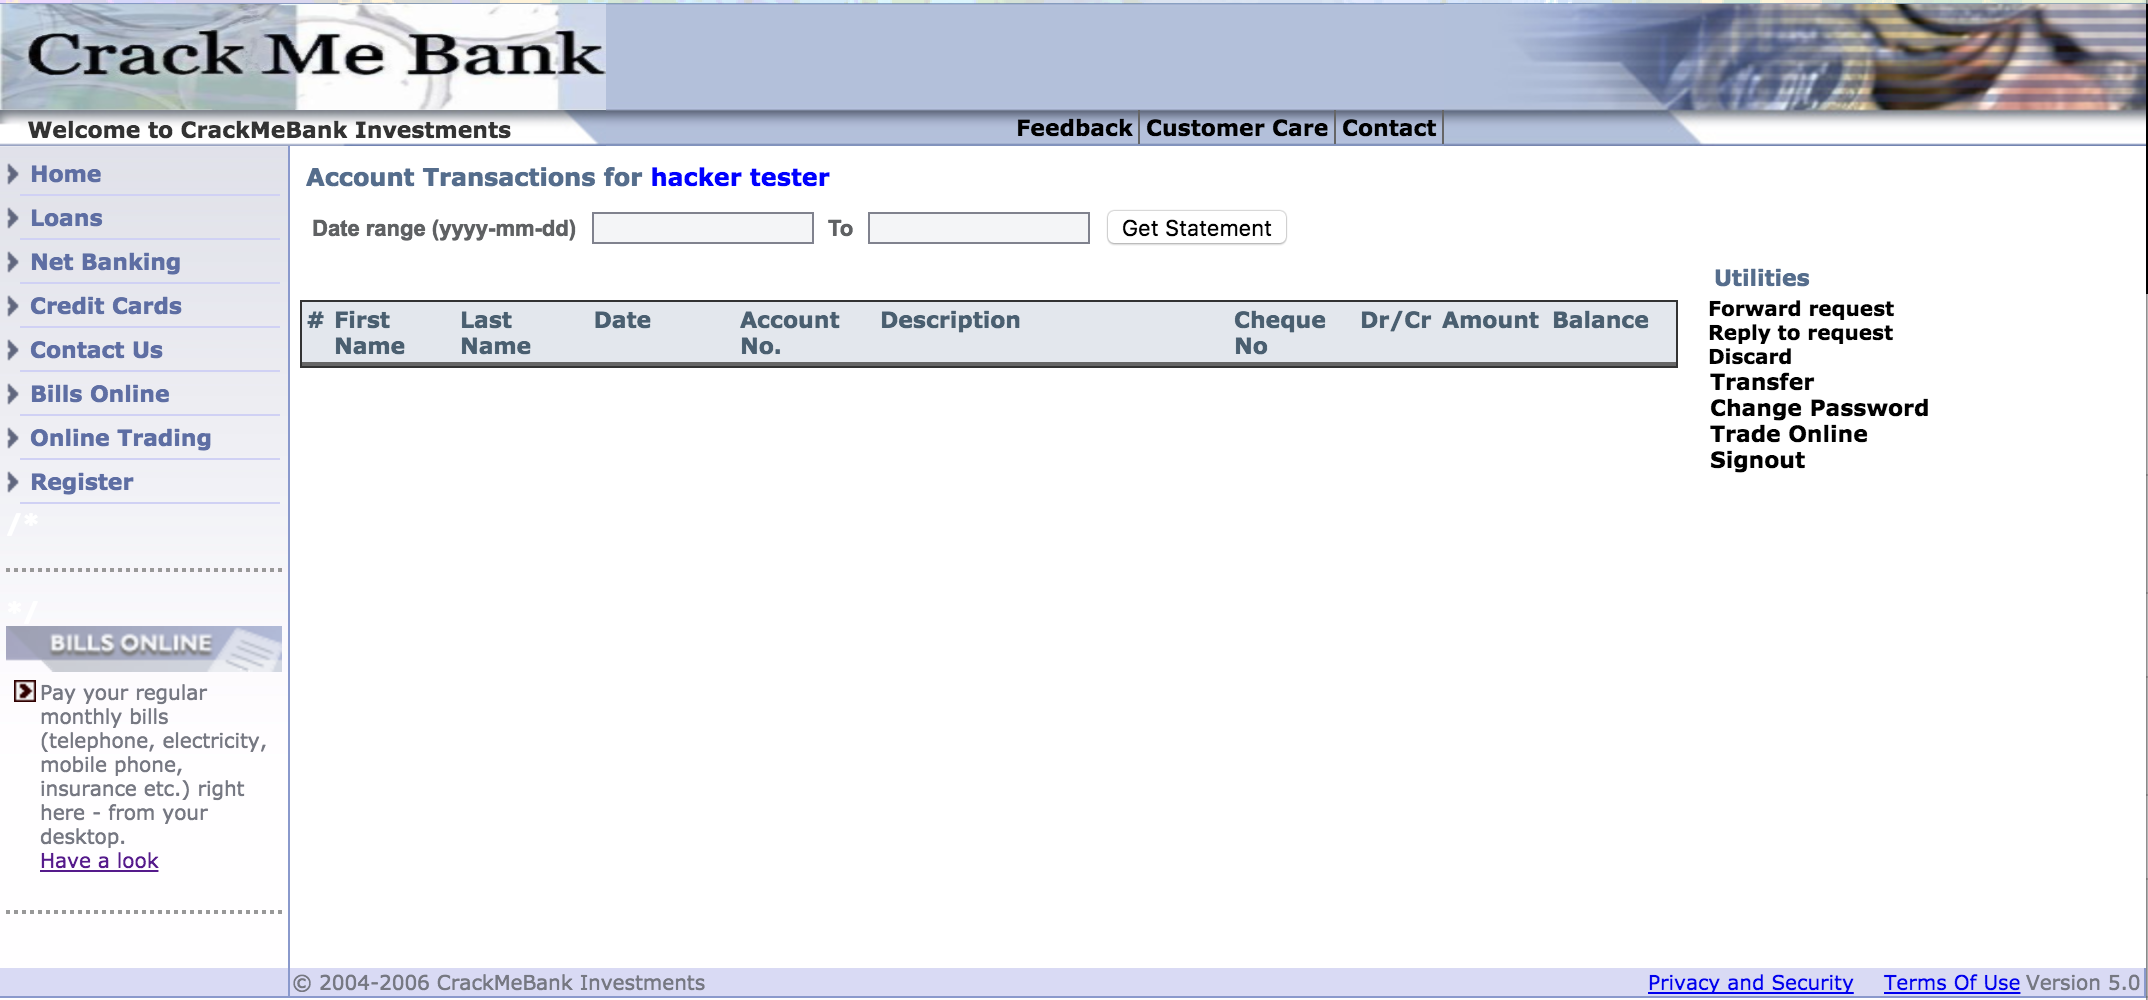 Crack Me Bank
Welcome to CrackMeBank Investments
Feedback Customer Care Contact
Home
Loans
Net Banking
Credit Cards
Contact Us
Bills Online
Online Trading
Register
/*
*/
BILLS ONLINE
Pay your regular
monthly bills
(telephone, electricity,
mobile phone,
insurance etc.) right
here - from your
desktop.
Have a look
Account Transactions for hacker tester
Date range (yyyy-mm-dd) To Get Statement
# First Name Last Name Date Account No. Description Cheque No Dr/Cr Amount Balance
Utilities
Forward request
Reply to request
Discard
Transfer
Change Password
Trade Online
Signout
© 2004-2006 CrackMeBank Investments Privacy and Security Terms Of Use Version 5.0